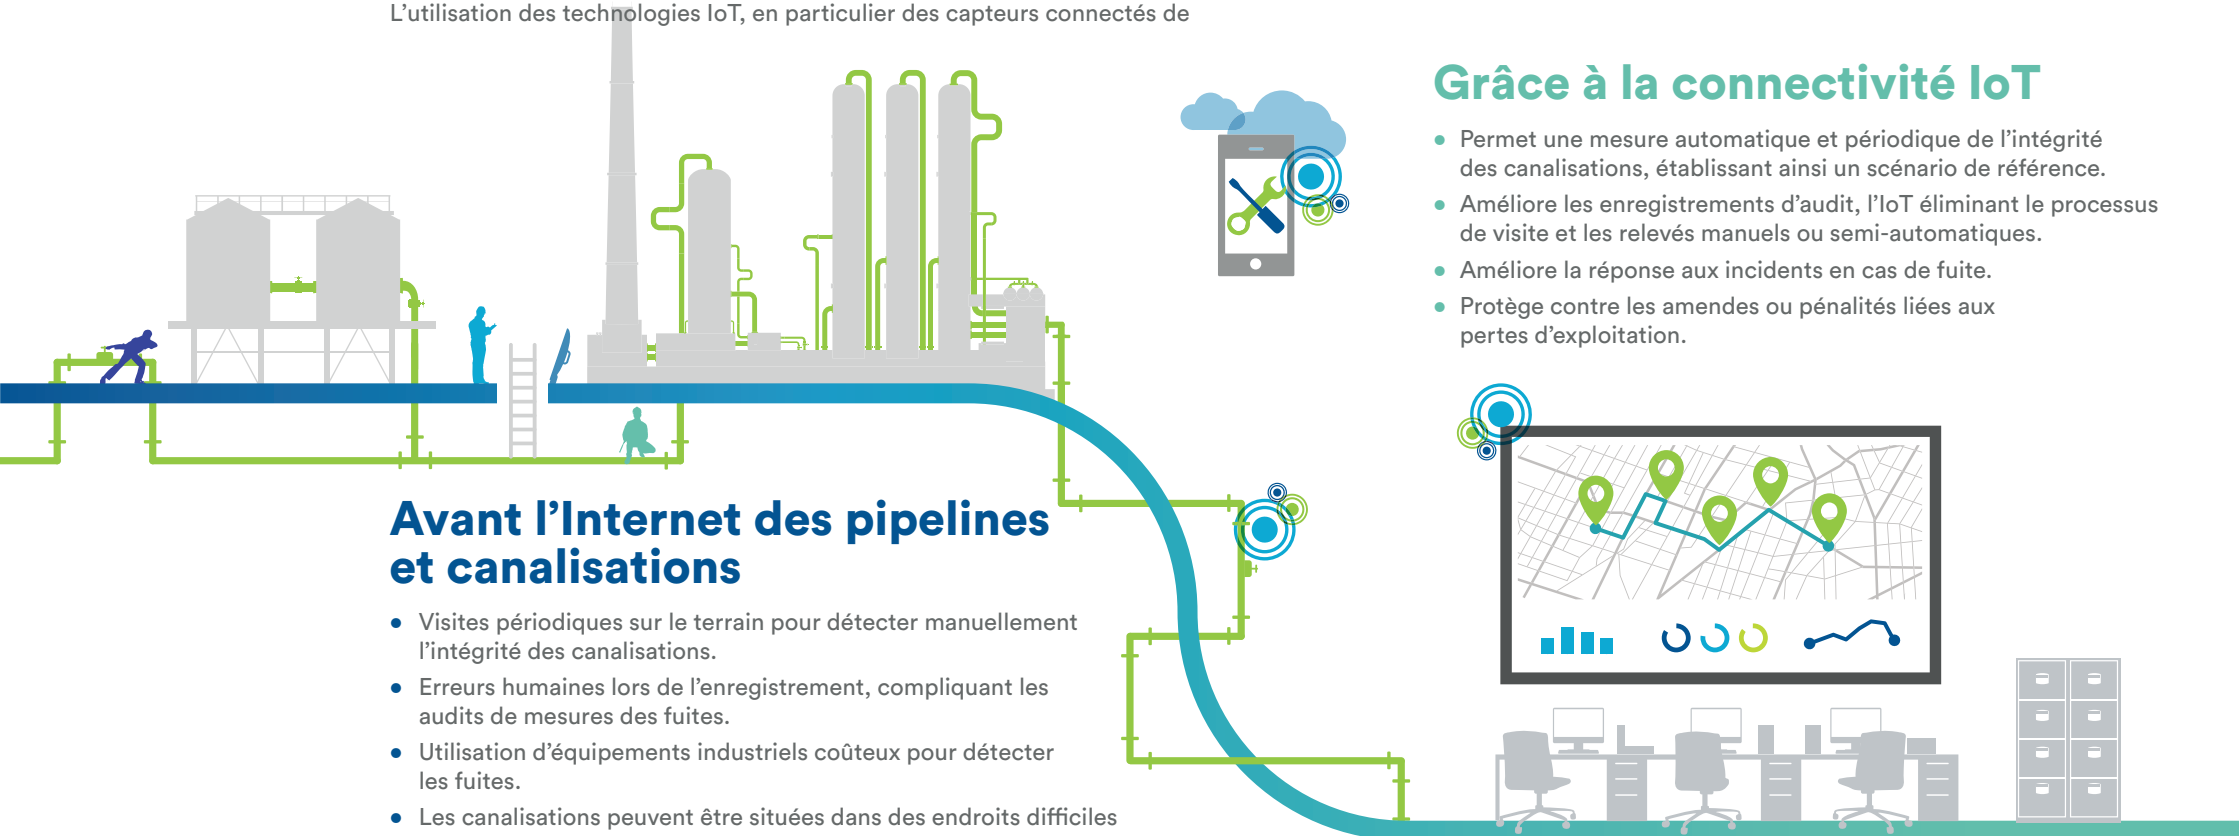 L’utilisation des technologies IoT, en particulier des capteurs connectés de
Grâce à la connectivité IoT
• Permet une mesure automatique et périodique de l’intégrité
des canalisations, établissant ainsi un scénario de référence.
• Améliore les enregistrements d’audit, l’IoT éliminant le processus
de visite et les relevés manuels ou semi-automatiques.
• Améliore la réponse aux incidents en cas de fuite.
• Protège contre les amendes ou pénalités liées aux
pertes d’exploitation.
Avant l’Internet des pipelines
et canalisations
• Visites périodiques sur le terrain pour détecter manuellement
l’intégrité des canalisations.
• Erreurs humaines lors de l’enregistrement, compliquant les
audits de mesures des fuites.
• Utilisation d’équipements industriels coûteux pour détecter
les fuites.
• Les canalisations peuvent être situées dans des endroits difficiles